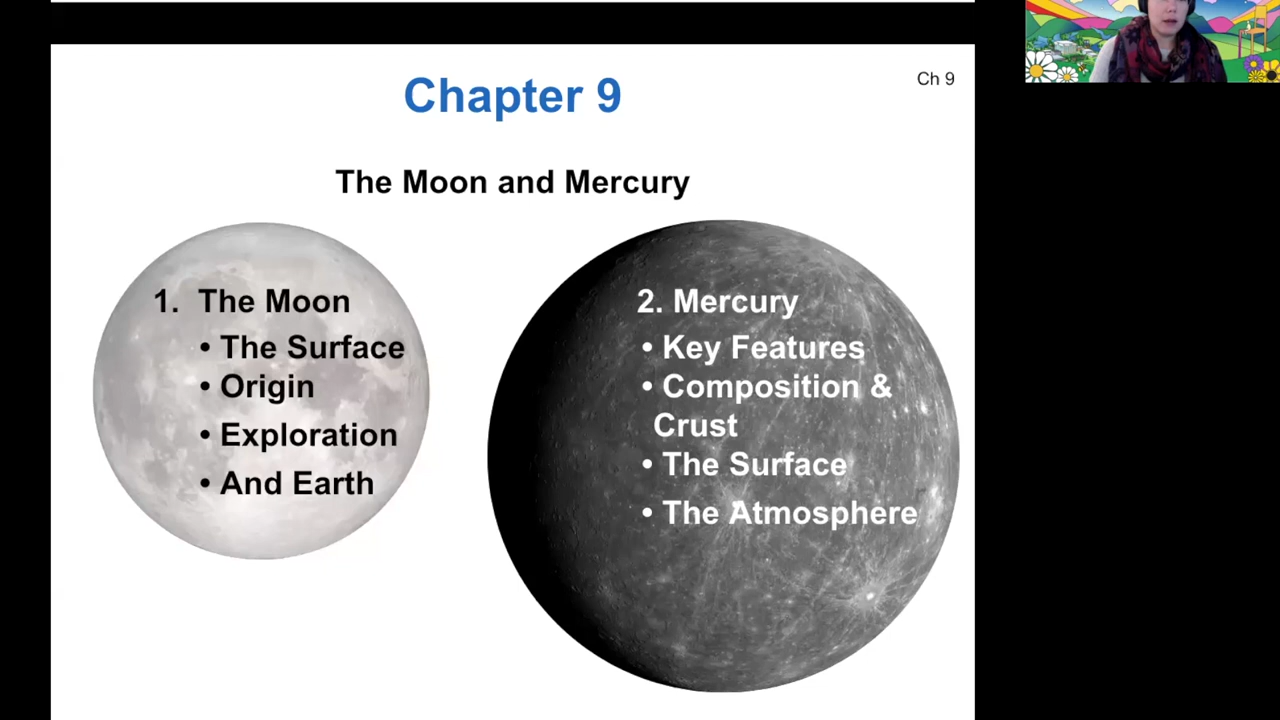 Chapter 9
Ch 9
The Moon and Mercury
1. The Moon
• The Surface
• Origin
• Exploration
• And Earth
2. Mercury
• Key Features
• Composition &
Crust
• The Surface
• The Atmosphere